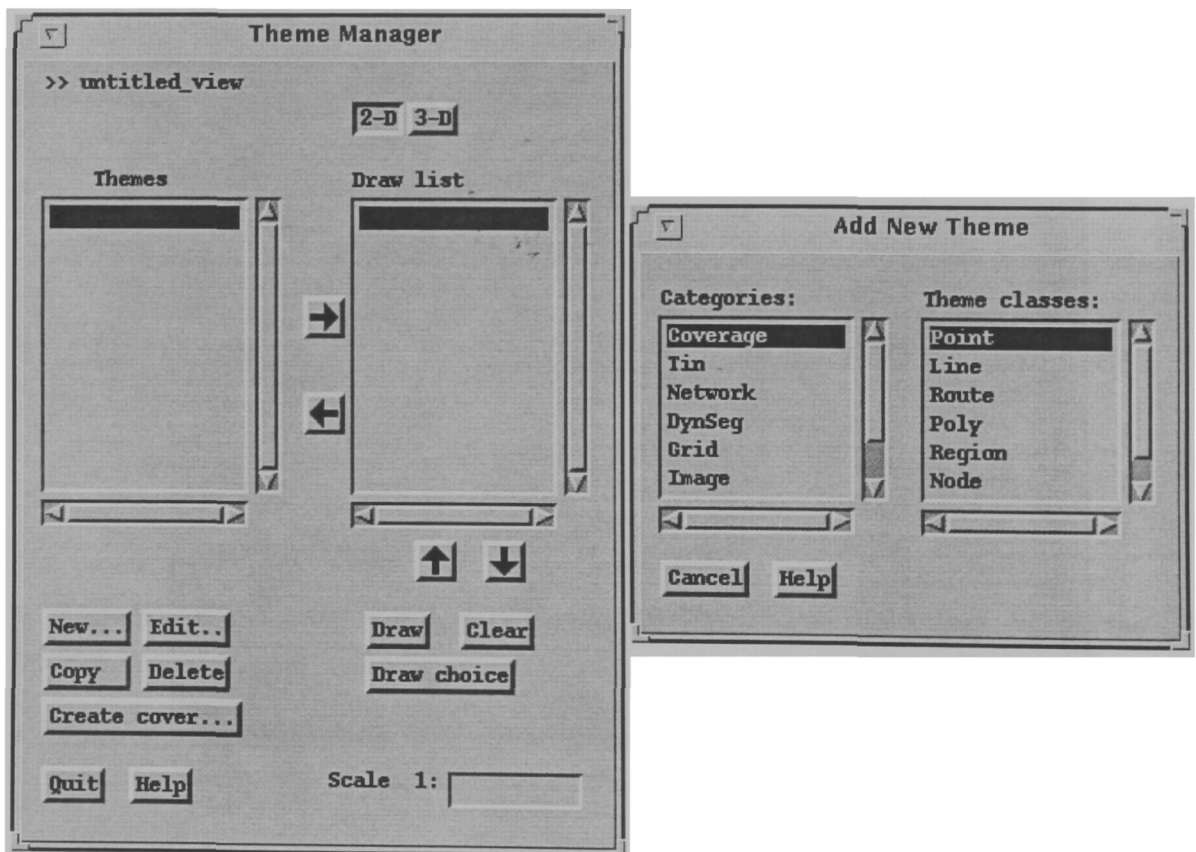 Theme Manager
>> untitled_view
2-D 3-D
Themes
Draw list
New... Edit..
Copy Delete
Create cover...
Draw Clear
Draw choice
Quit Help
Scale 1:
Add New Theme
Categories:
Coverage
Tin
Network
DynSeg
Grid
Image
Theme classes:
Point
Line
Route
Poly
Region
Node
Cancel Help